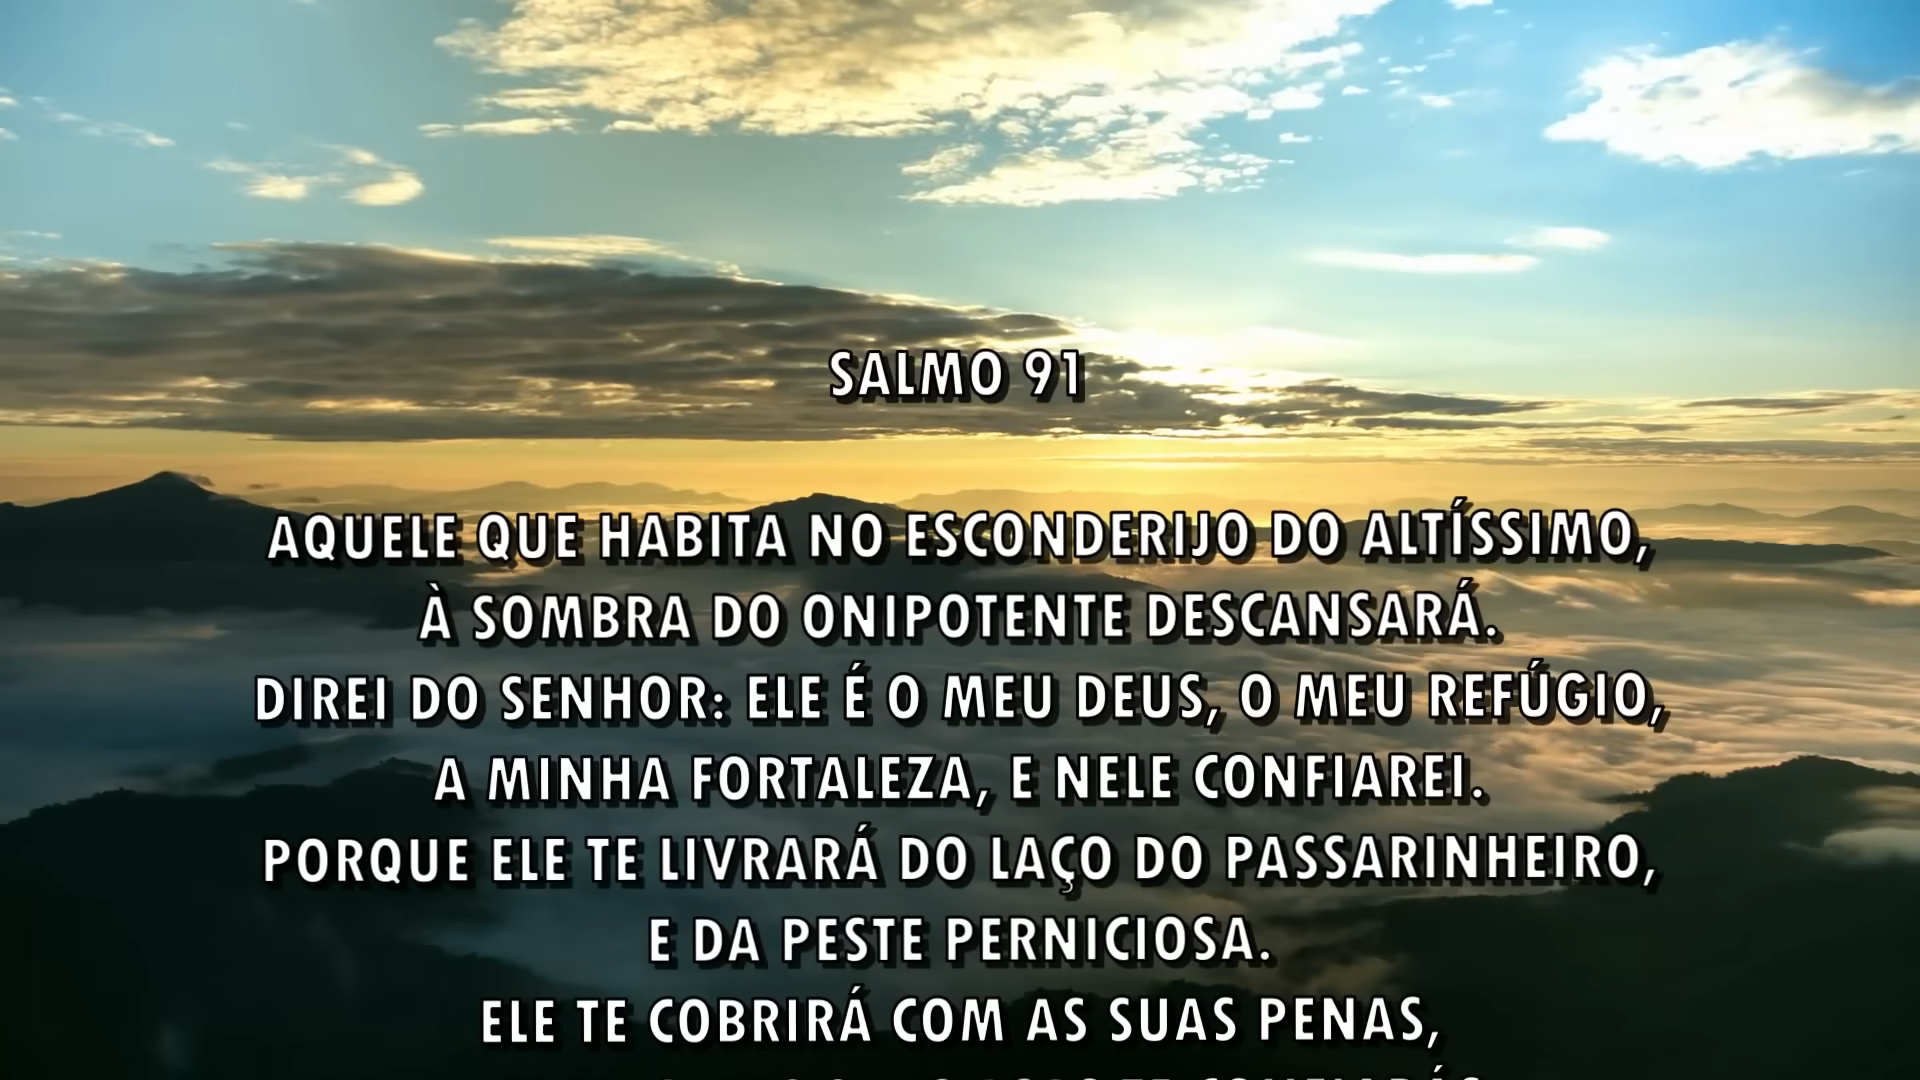 SALMO 91
AQUELE QUE HABITA NO ESCONDERIJO DO ALTÍSSIMO,
À SOMBRA DO ONIPOTENTE DESCANSARÁ.
DIREI DO SENHOR: ELE É O MEU DEUS, O MEU REFÚGIO,
A MINHA FORTALEZA, E NELE CONFIAREI.
PORQUE ELE TE LIVRARÁ DO LAÇO DO PASSARINHEIRO,
E DA PESTE PERNICIOSA.
ELE TE COBRIRÁ COM AS SUAS PENAS,